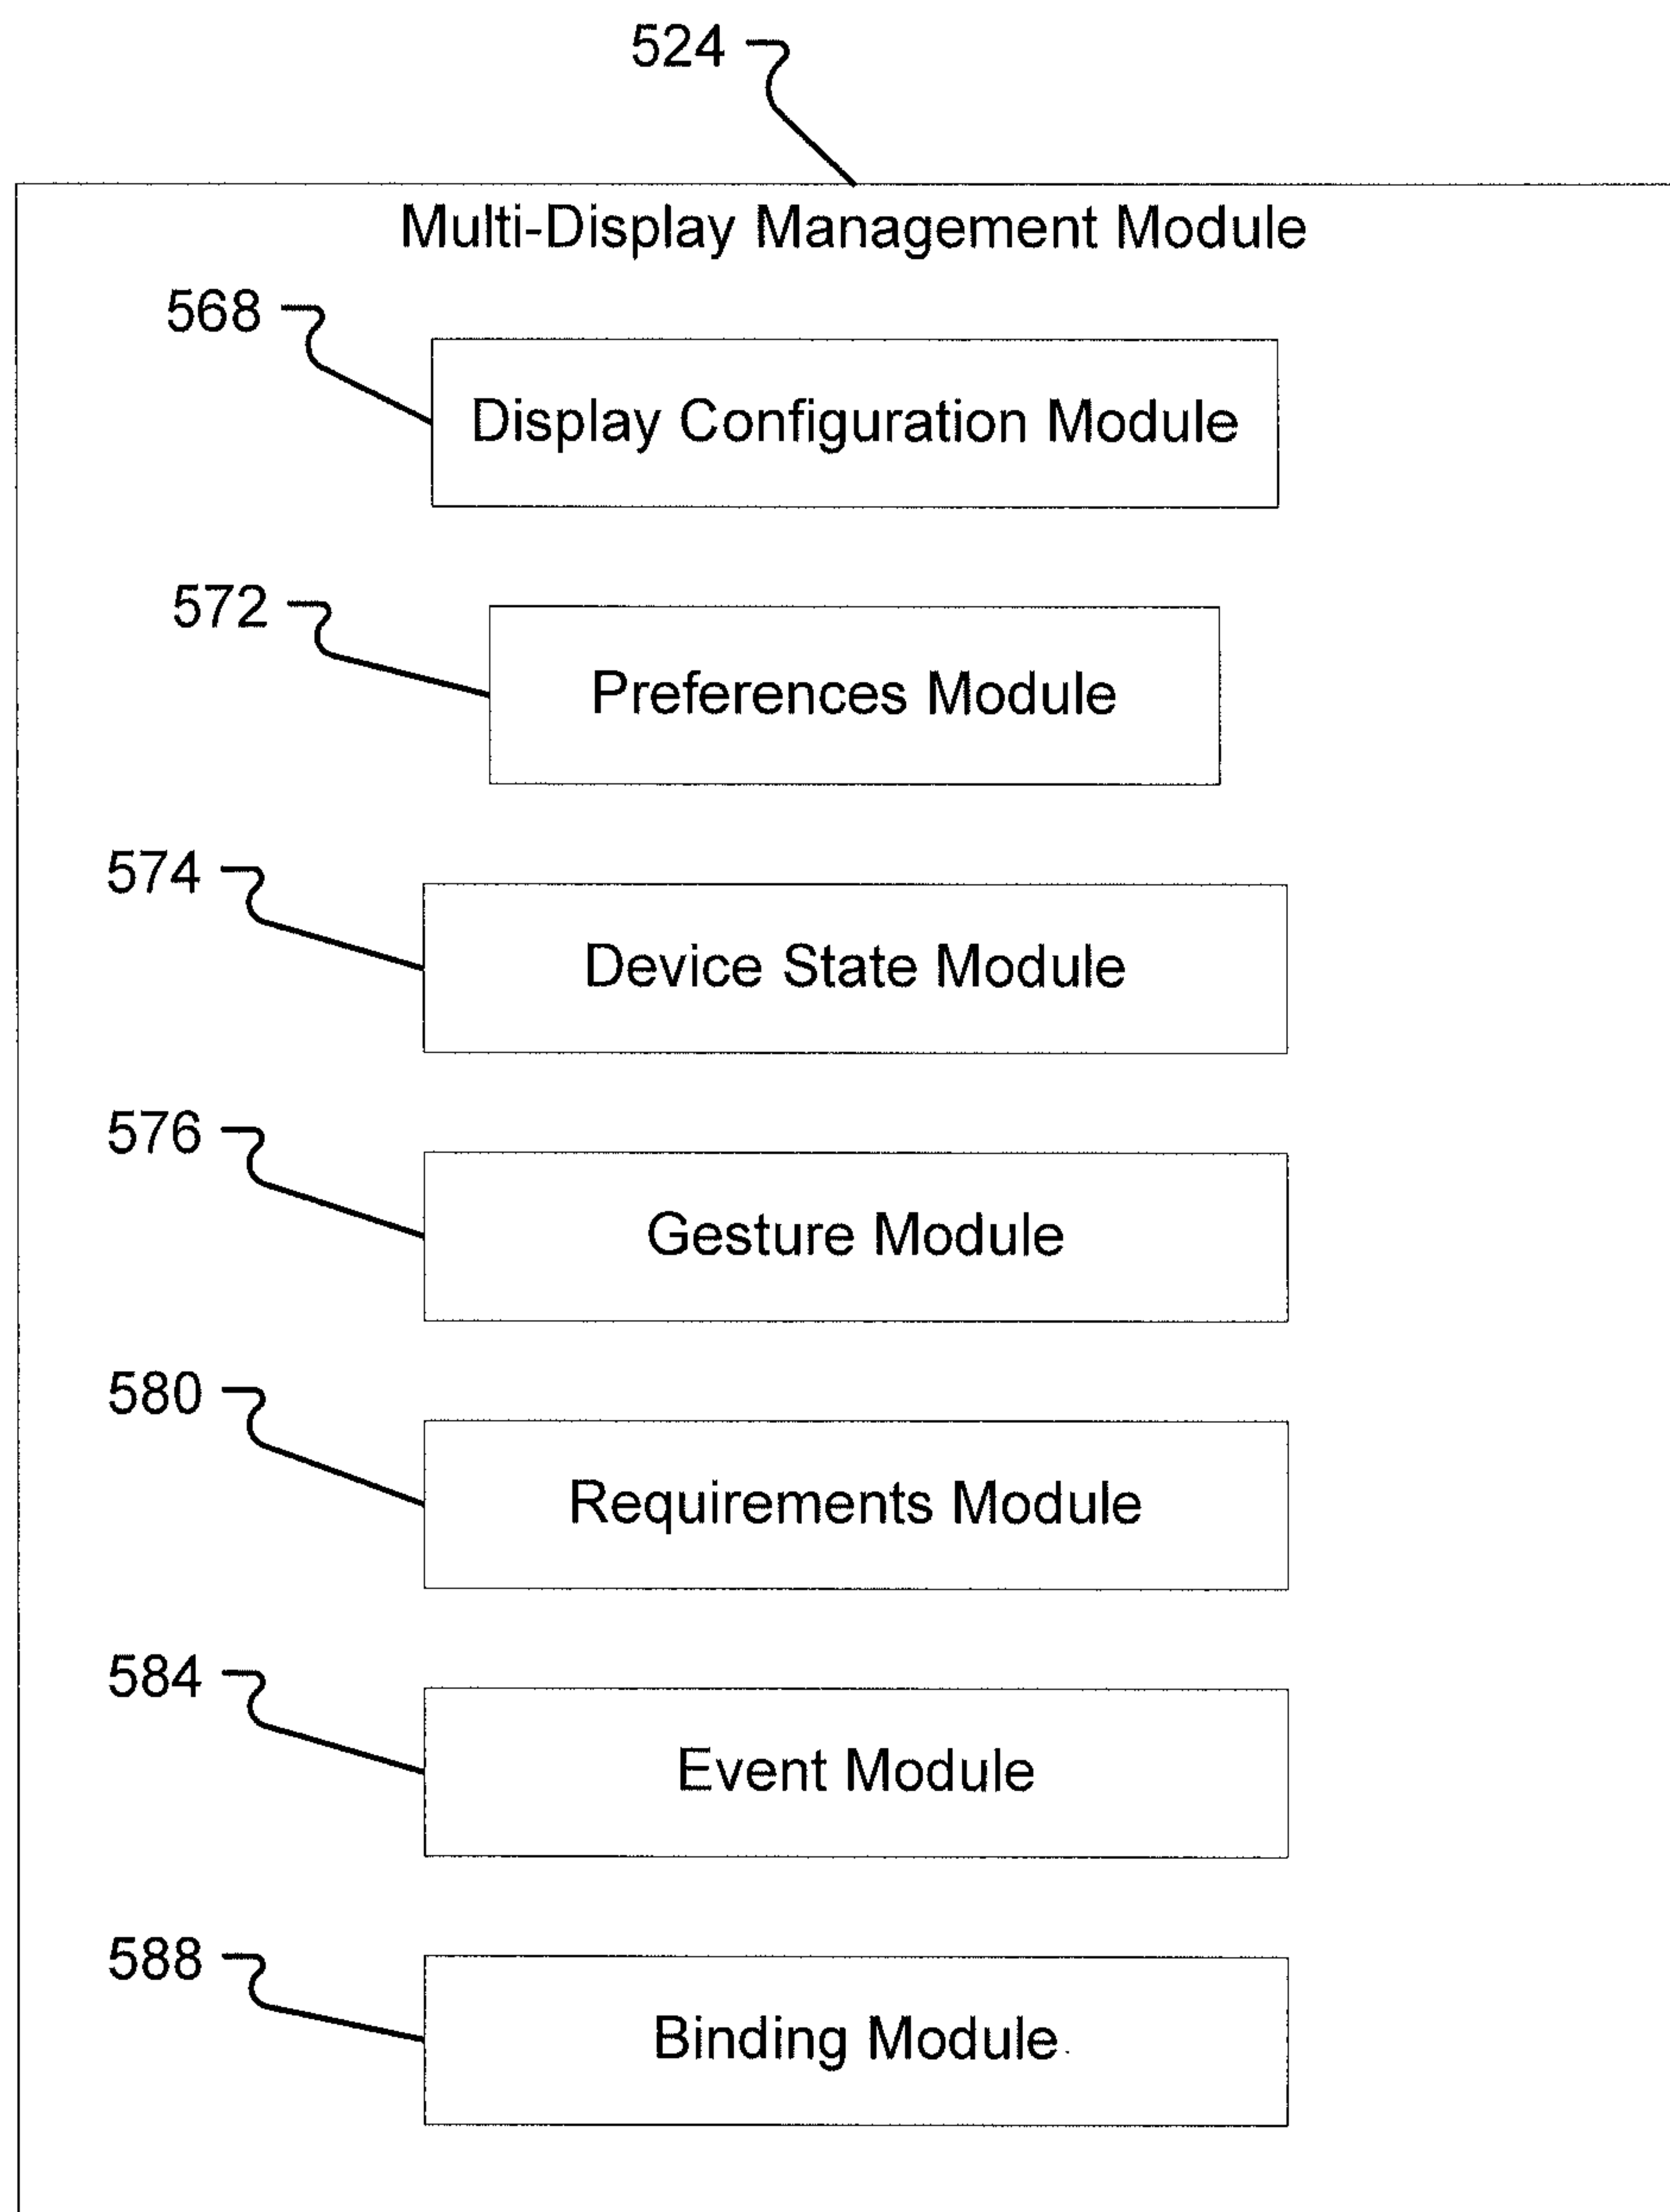 524
Multi-Display Management Module
568
Display Configuration Module
572
Preferences Module
574
Device State Module
576
Gesture Module
580
Requirements Module
584
Event Module
588
Binding Module